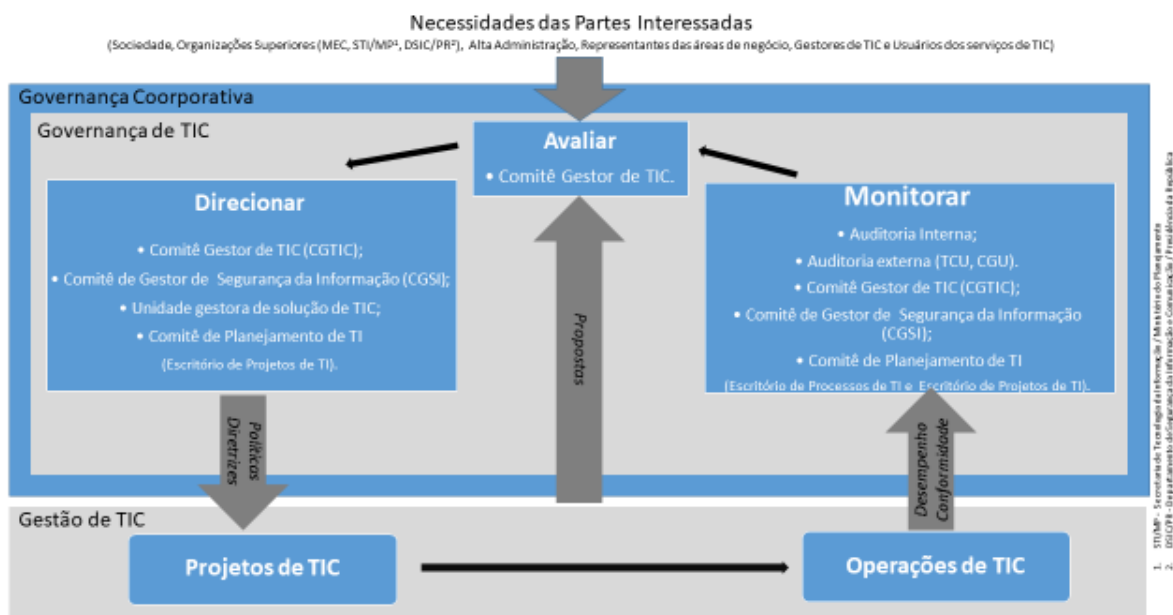 Necessidades das Partes Interessadas
(Sociedade, Organizações Superiores (MEC, STI/MP¹, DSIC/PR²), Alta Administração, Representantes das áreas de negócio, Gestores de TIC e Usuários dos serviços de TIC)
Governança Coorporativa
Governança de TIC
Avaliar
• Comitê Gestor de TIC.
Direcionar
• Comitê Gestor de TIC (CGTIC);
• Comitê de Gestor de Segurança da Informação (CGSI);
• Unidade gestora de solução de TIC;
• Comitê de Planejamento de TI
(Escritório de Projetos de TI).
Monitorar
• Auditoria Interna;
• Auditoria externa (TCU, CGU).
• Comitê Gestor de TIC (CGTIC);
• Comitê de Gestor de Segurança da Informação
(CGSI);
• Comitê de Planejamento de TI
(Escritório de Processos de TI e Escritório de Projetos de TI).
Políticas
Diretrizes
Propostas
Desempenho
Conformidade
Gestão de TIC
Projetos de TIC
Operações de TIC
1. STI/MP - Secretaria de Tecnologia da Informação / Ministério do Planejamento
2. DSIC/PR - Departamento de Segurança da Informação e Comunicação / Presidência da República